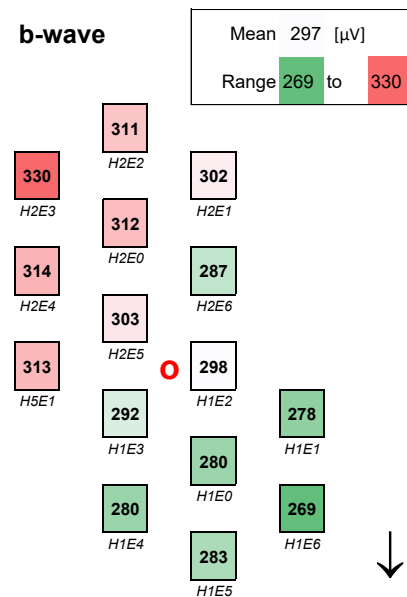 b-wave
Mean 297 [µV]
Range 269 to 330
311
H2E2
330
H2E3
302
H2E1
312
H2E0
314
H2E4
287
H2E6
303
H2E5
313
H5E1
O
298
H1E2
292
H1E3
278
H1E1
280
H1E0
280
H1E4
269
H1E6
283
H1E5